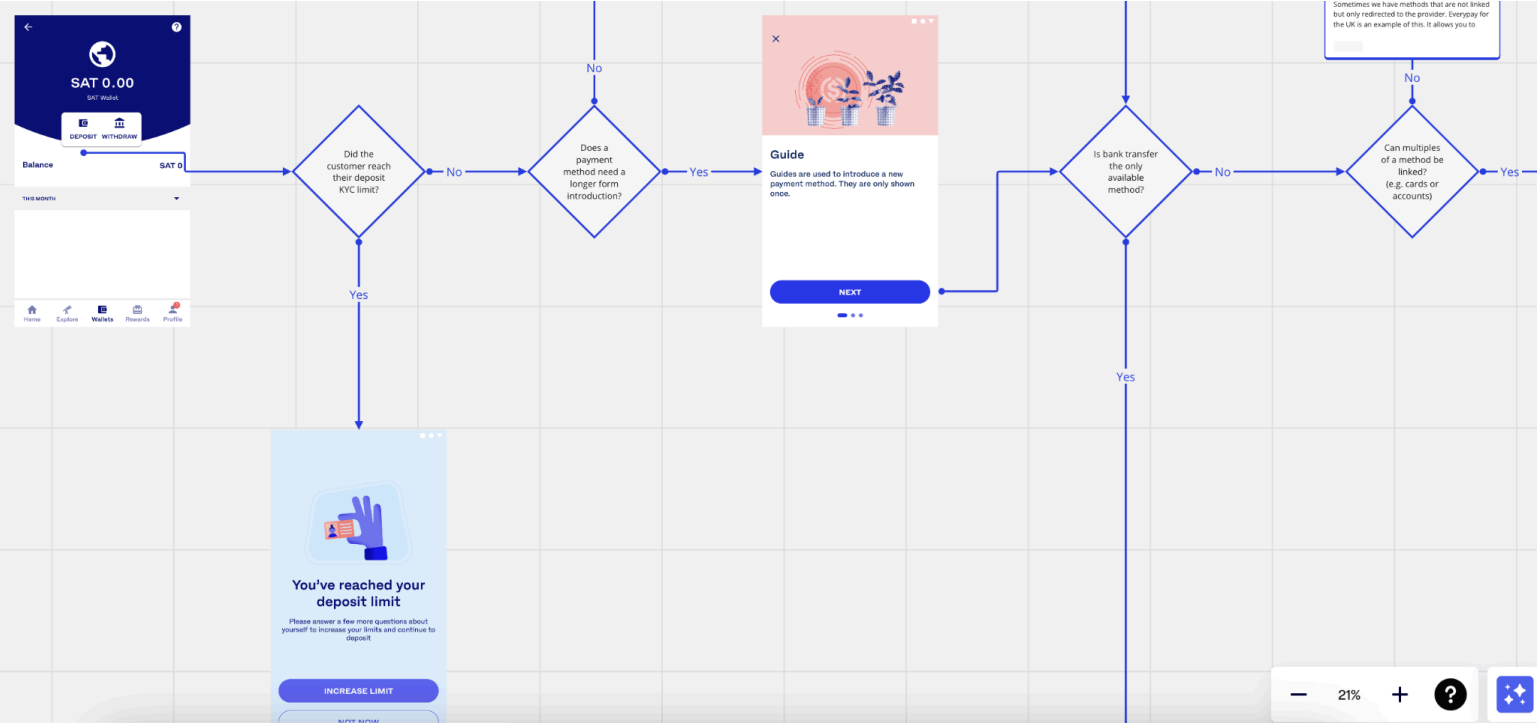 SAT 0.00
SAT Wallet
DEPOSIT
WITHDRAW
Balance
SAT 0
THIS MONTH
Home
Explore
Wallets
Rewards
Profile
Did the
customer reach
their deposit
KYC limit?
No
Yes
You've reached your
deposit limit
Please answer a few more questions about
yourself to increase your limits and continue to
deposit
INCREASE LIMIT
NOT NOW
Does a
payment
method need a
longer form
introduction?
No
Yes
Guide
Guides are used to introduce a new
payment method. They are only shown
once.
NEXT
Is bank transfer
the only
available
method?
No
Yes
Sometimes we have methods that are not linked
but only redirected to the provider. Everypay for
the UK is an example of this. It allows you to
No
Can multiples
of a method be
linked?
(e.g. cards or
accounts)
Yes
21%